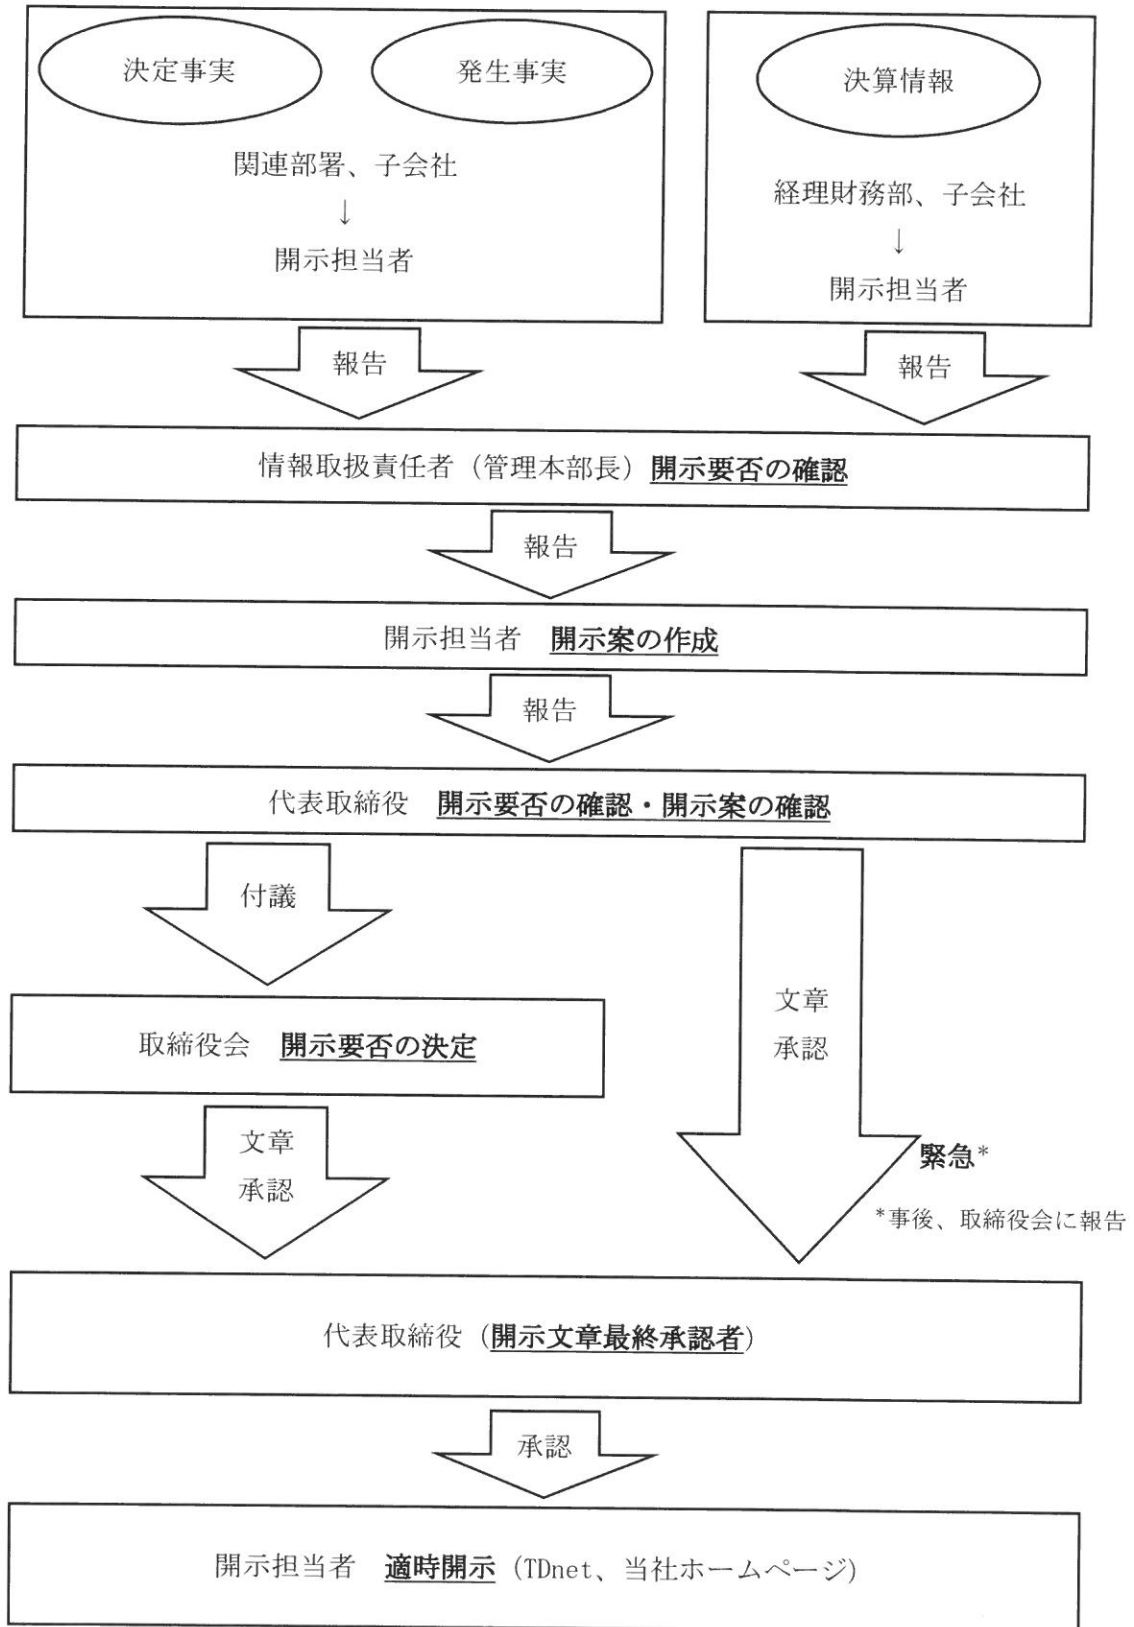 決定事実
発生事実
関連部署、子会社
↓
開示担当者
決算情報
経理財務部、子会社
↓
開示担当者
報告
報告
情報取扱責任者（管理本部長）開示要否の確認
報告
開示担当者　開示案の作成
報告
代表取締役　開示要否の確認・開示案の確認
付議
取締役会　開示要否の決定
文章
承認
文章
承認
緊急*
*事後、取締役会に報告
代表取締役（開示文章最終承認者）
承認
開示担当者　適時開示（TDnet、当社ホームページ）